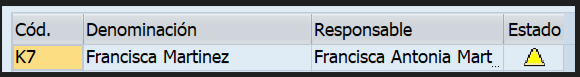 Cód. Denominación Responsable Estado
K7 Francisca Martinez Francisca Antonia Mart...